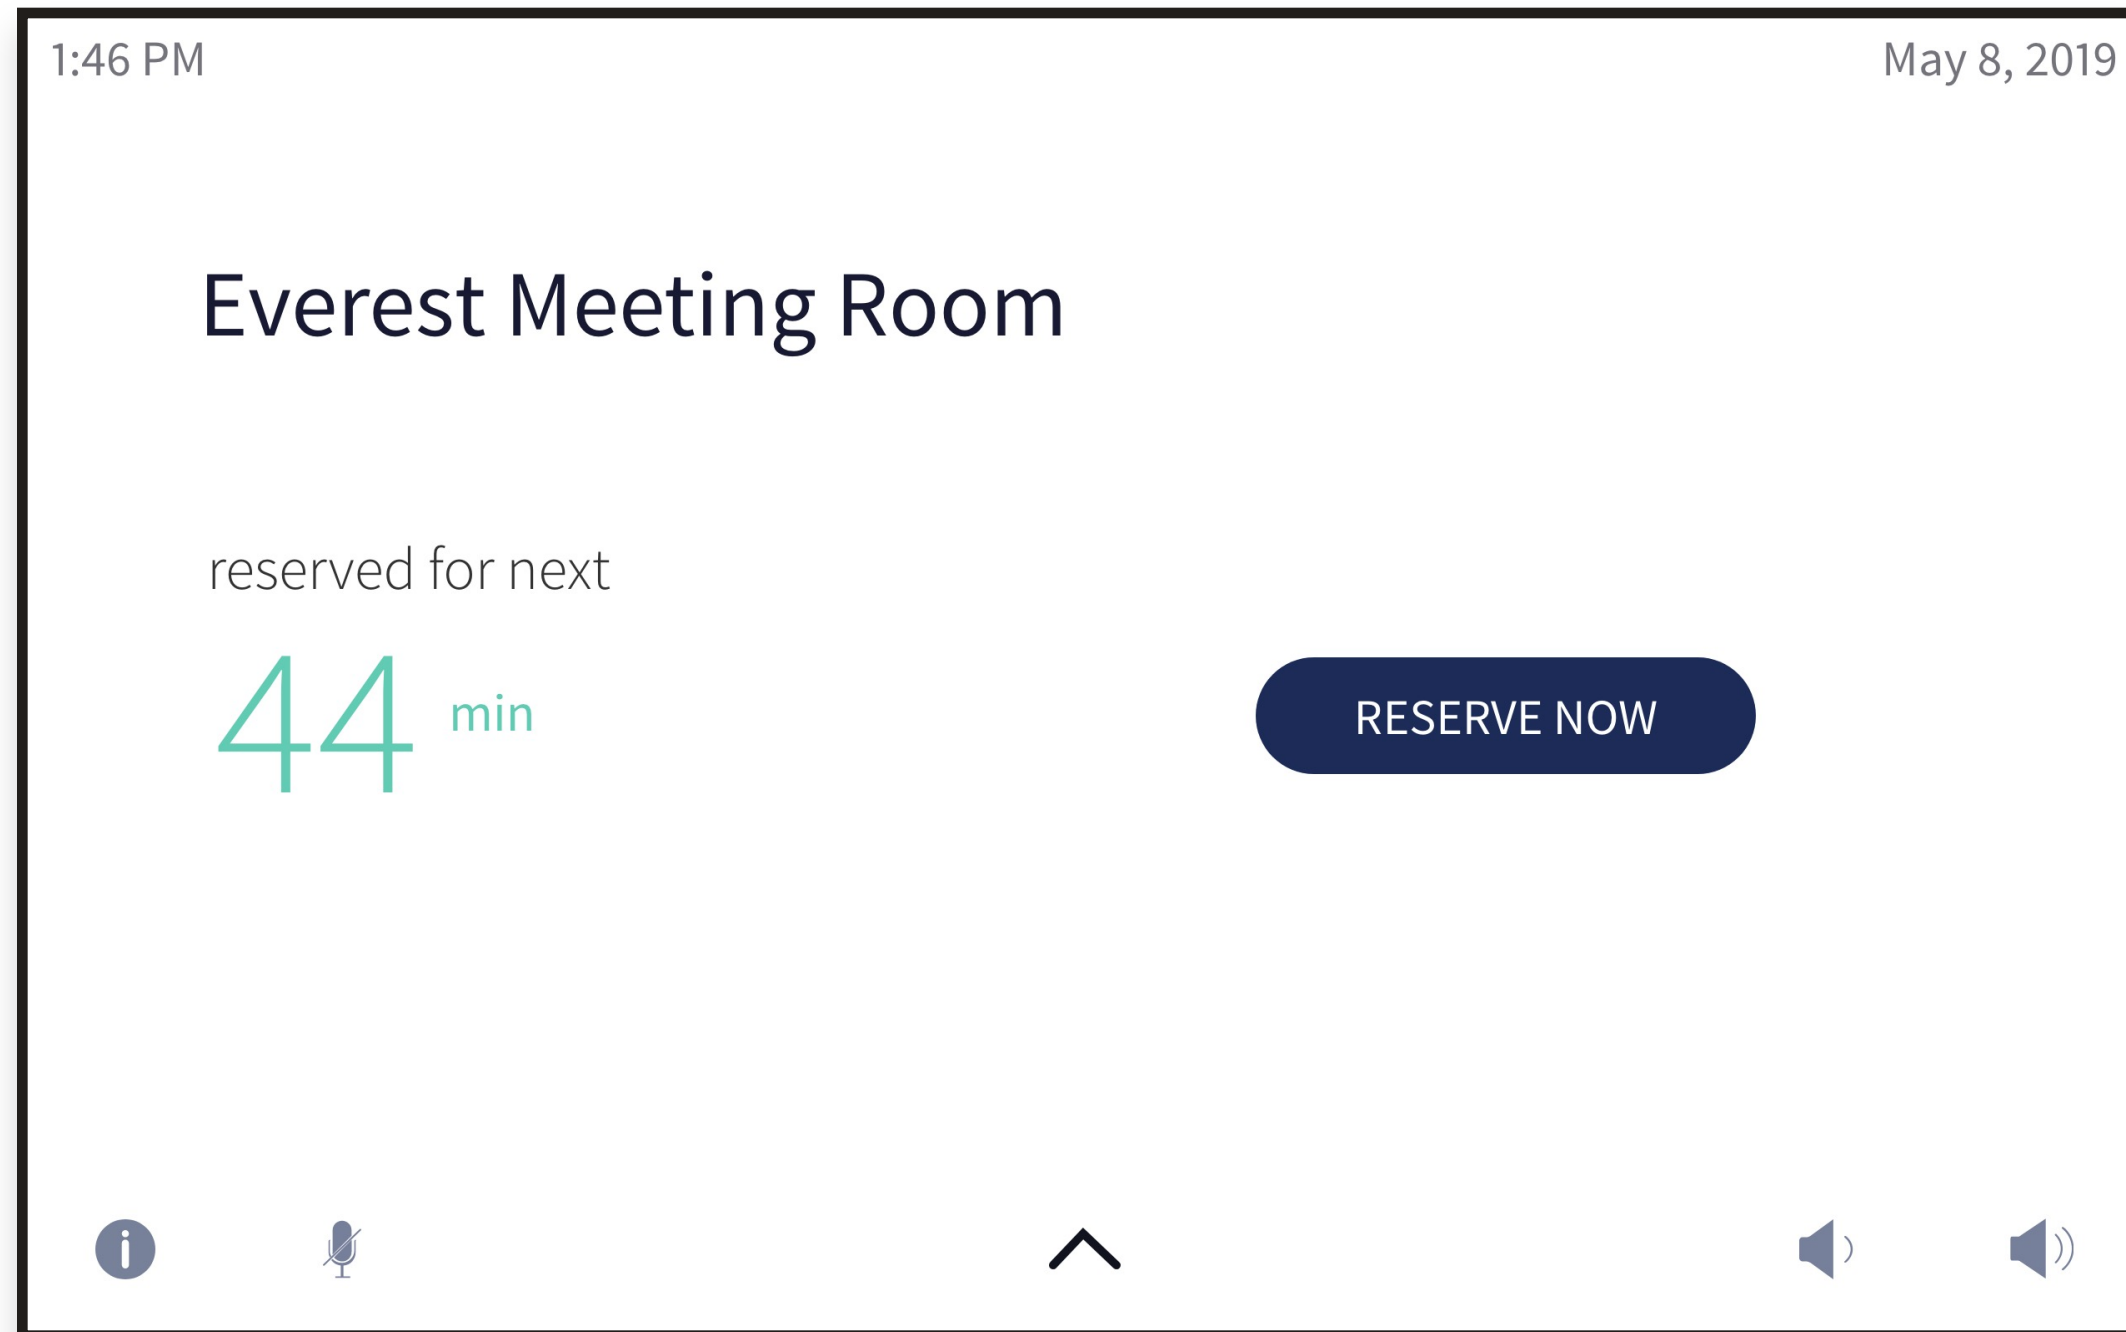 1:46 PM
May 8, 2019
Everest Meeting Room
reserved for next
44 min
RESERVE NOW